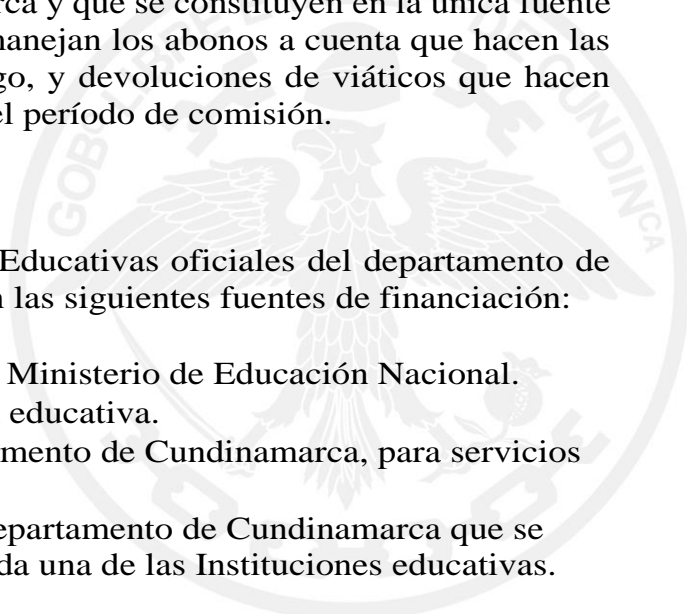 rca y que se constituyen en la única fuente
manejan los abonos a cuenta que hacen las
go, y devoluciones de viáticos que hacen
el período de comisión.
Educativas oficiales del departamento de
n las siguientes fuentes de financiación:
Ministerio de Educación Nacional.
educativa.
mento de Cundinamarca, para servicios
epartamento de Cundinamarca que se
da una de las Instituciones educativas.